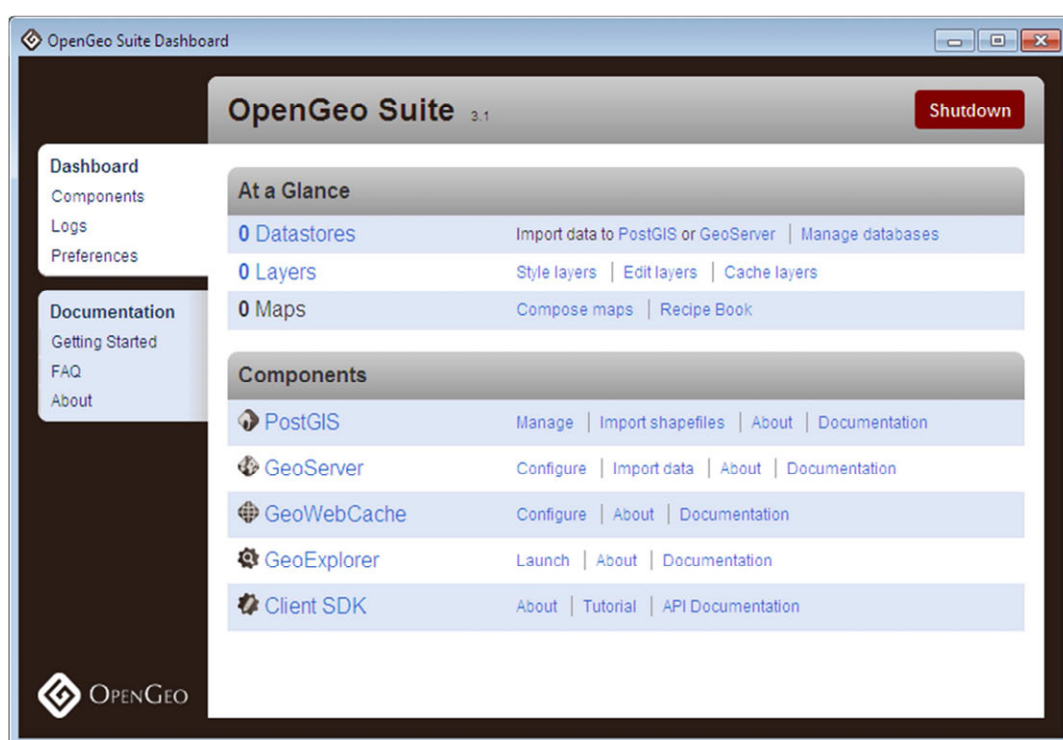 OpenGeo Suite Dashboard
OpenGeo Suite 3.1
Shutdown
Dashboard
Components
Logs
Preferences
Documentation
Getting Started
FAQ
About
At a Glance
0 Datastores Import data to PostGIS or GeoServer | Manage databases
0 Layers Style layers | Edit layers | Cache layers
0 Maps Compose maps | Recipe Book
Components
PostGIS Manage | Import shapefiles | About | Documentation
GeoServer Configure | Import data | About | Documentation
GeoWebCache Configure | About | Documentation
GeoExplorer Launch | About | Documentation
Client SDK About | Tutorial | API Documentation
OPENGEO